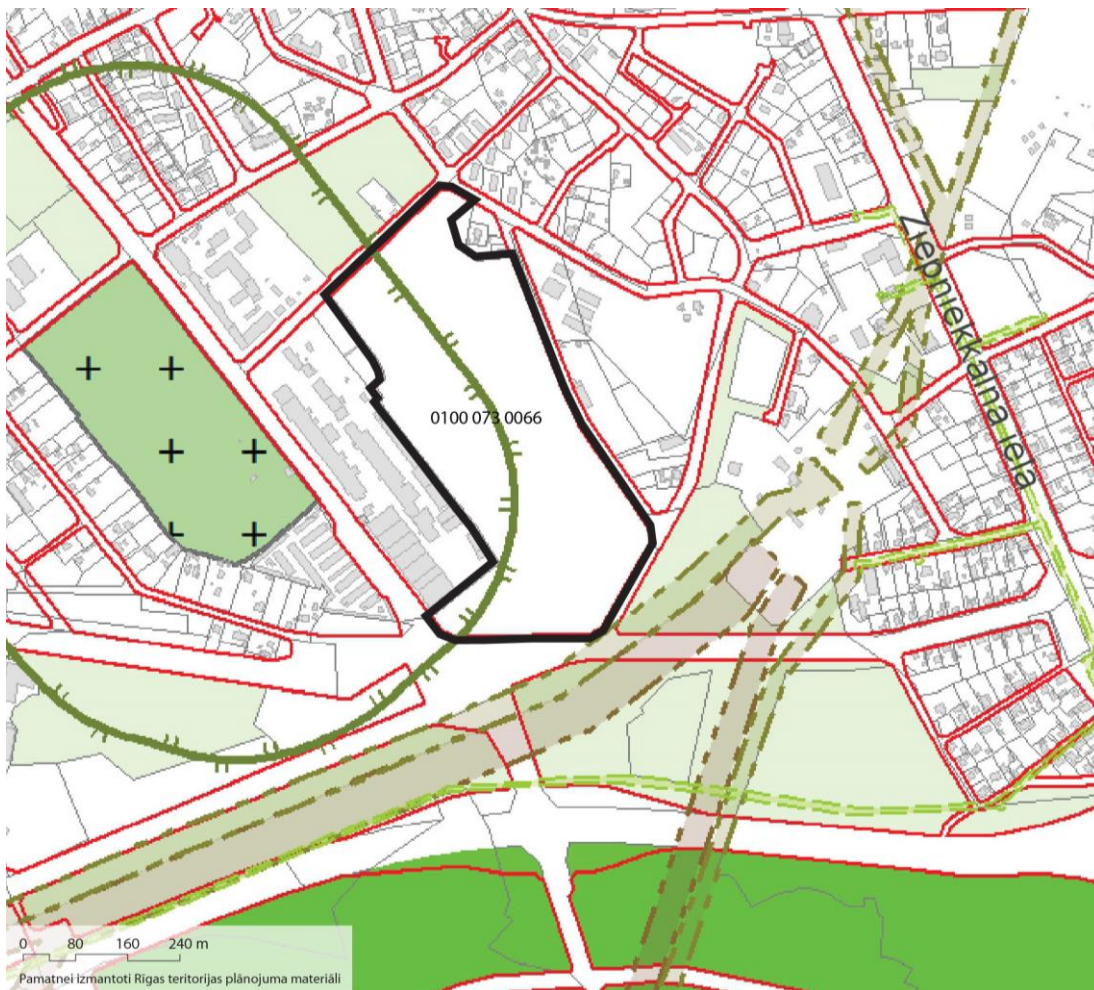 Ziepniekkalna iela
0100 073 0066
0 80 160 240 m
Pamatnei izmantoti Rīgas teritorijas plānojuma materiāli